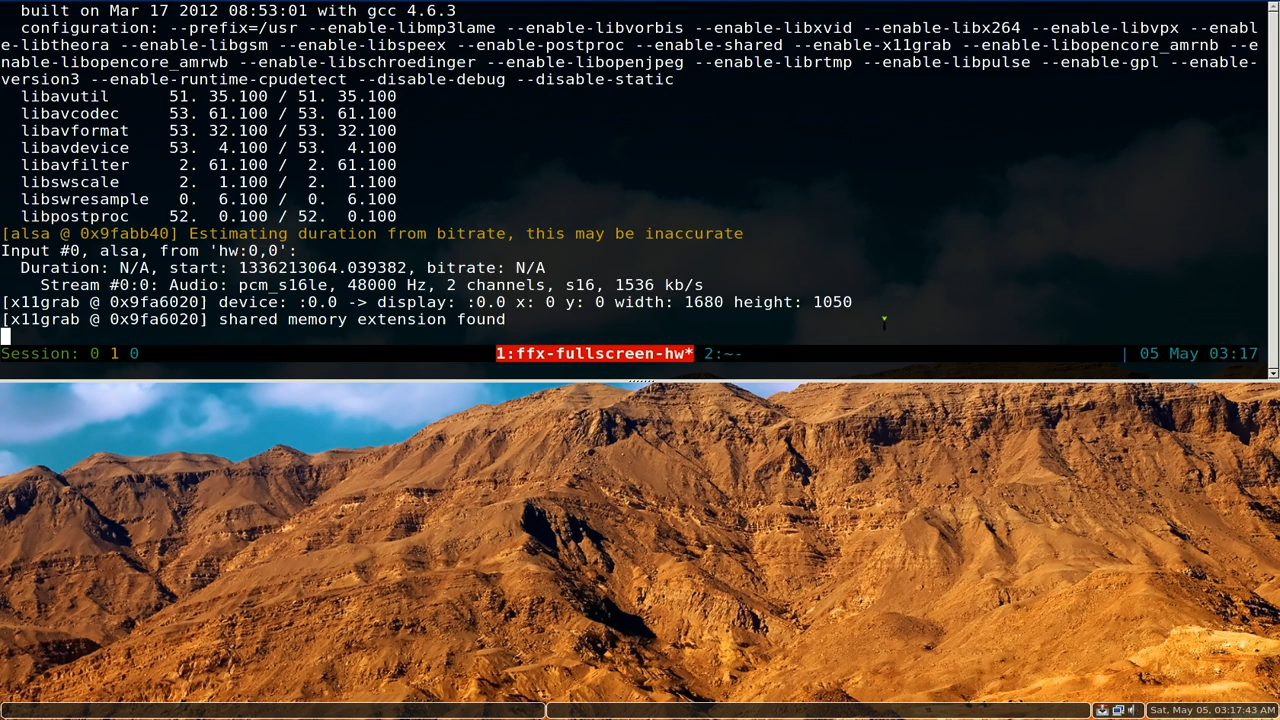 built on Mar 17 2012 08:53:01 with gcc 4.6.3
configuration: --prefix=/usr --enable-libmp3lame --enable-libvorbis --enable-libxvid --enable-libx264 --enable-libvpx --enabl
e-libtheora --enable-libgsm --enable-libspeex --enable-postproc --enable-shared --enable-x11grab --enable-libopencore_amrnb --e
nable-libopencore_amrwb --enable-libschroedinger --enable-libopenjpeg --enable-librtmp --enable-libpulse --enable-gpl --enable-
version3 --enable-runtime-cpudetect --disable-debug --disable-static
libavutil     51. 35.100 / 51. 35.100
libavcodec    53. 61.100 / 53. 61.100
libavformat   53. 32.100 / 53. 32.100
libavdevice   53.  4.100 / 53.  4.100
libavfilter    2. 61.100 /  2. 61.100
libswscale     2.  1.100 /  2.  1.100
libswresample  0.  6.100 /  0.  6.100
libpostproc   52.  0.100 / 52.  0.100
[alsa @ 0x9fabb40] Estimating duration from bitrate, this may be inaccurate
Input #0, alsa, from 'hw:0,0':
Duration: N/A, start: 1336213064.039382, bitrate: N/A
Stream #0:0: Audio: pcm_s16le, 48000 Hz, 2 channels, s16, 1536 kb/s
[x11grab @ 0x9fa6020] device: :0.0 -> display: :0.0 x: 0 y: 0 width: 1680 height: 1050
[x11grab @ 0x9fa6020] shared memory extension found
Session: 0 1 0 1:ffx-fullscreen-hw* 2:~- | 05 May 03:17
Sat, May 05, 03:17:43 AM